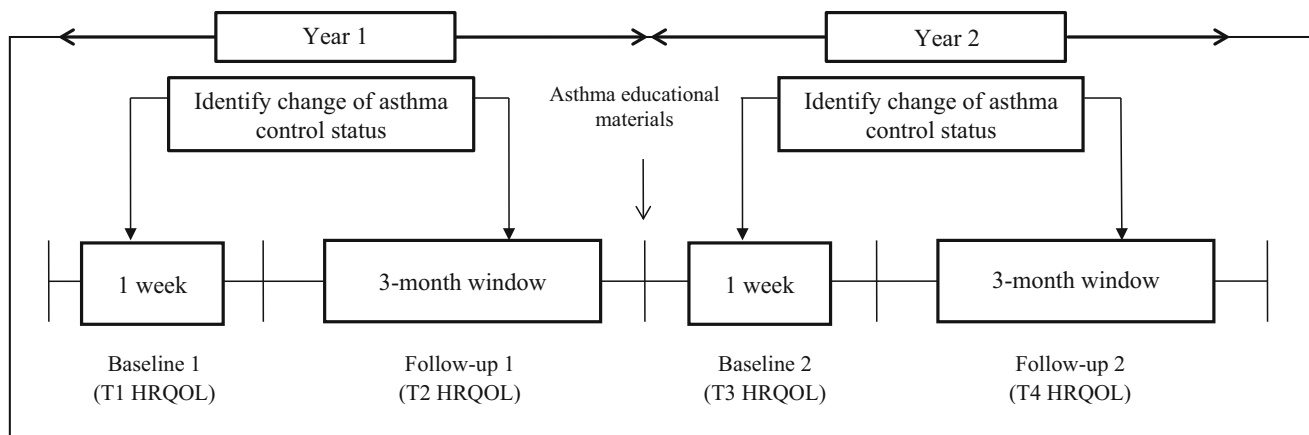 Year 1
Year 2
Identify change of asthma
control status
Asthma educational
materials
Identify change of asthma
control status
1 week
3-month window
1 week
3-month window
Baseline 1
(T1 HRQOL)
Follow-up 1
(T2 HRQOL)
Baseline 2
(T3 HRQOL)
Follow-up 2
(T4 HRQOL)